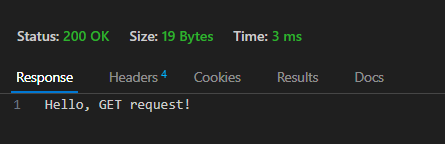 Status: 200 OK Size: 19 Bytes Time: 3 ms
Response Headers 4 Cookies Results Docs
1 Hello, GET request!